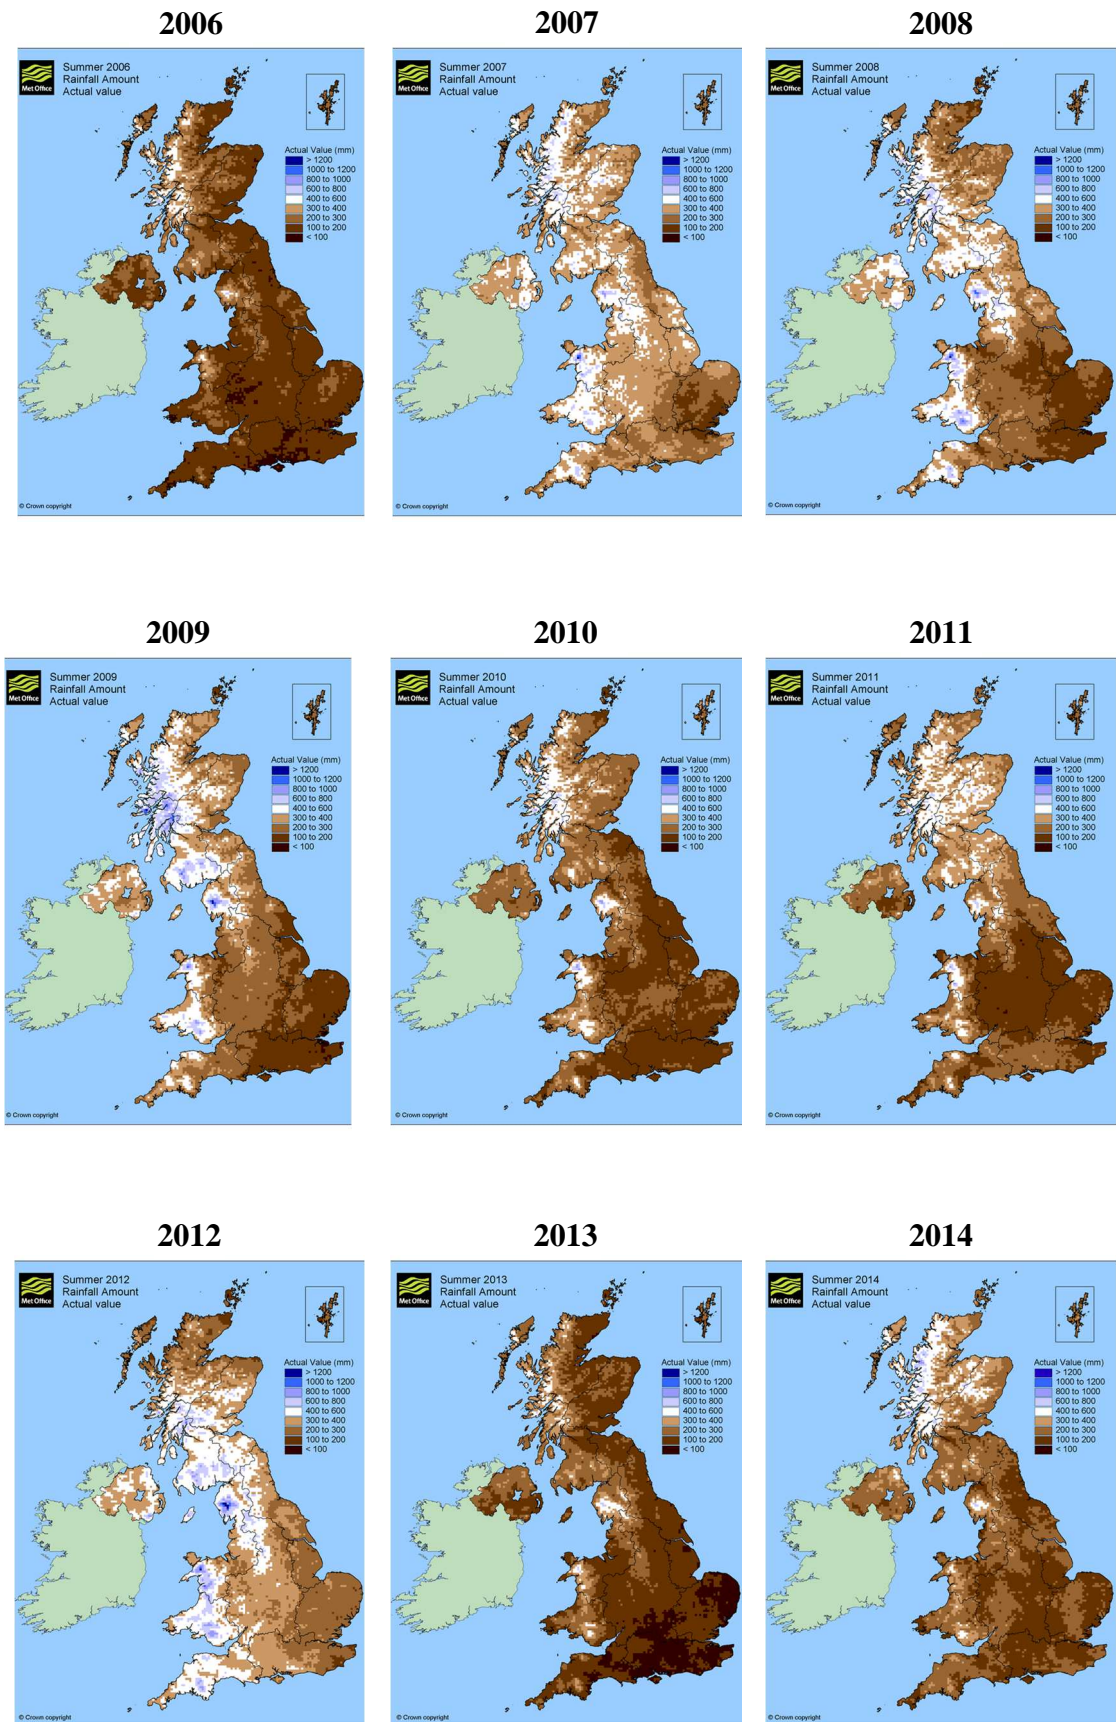 2006
2007
2008
Met Office
Summer 2006
Rainfall Amount
Actual value
Actual Value (mm)
> 1200
1000 to 1200
800 to 1000
600 to 800
400 to 600
300 to 400
200 to 300
100 to 200
< 100
© Crown copyright
Met Office
Summer 2007
Rainfall Amount
Actual value
Actual Value (mm)
> 1200
1000 to 1200
800 to 1000
600 to 800
400 to 600
300 to 400
200 to 300
100 to 200
< 100
© Crown copyright
Met Office
Summer 2008
Rainfall Amount
Actual value
Actual Value (mm)
> 1200
1000 to 1200
800 to 1000
600 to 800
400 to 600
300 to 400
200 to 300
100 to 200
< 100
© Crown copyright
2009
2010
2011
Met Office
Summer 2009
Rainfall Amount
Actual value
Actual Value (mm)
> 1200
1000 to 1200
800 to 1000
600 to 800
400 to 600
300 to 400
200 to 300
100 to 200
< 100
© Crown copyright
Met Office
Summer 2010
Rainfall Amount
Actual value
Actual Value (mm)
> 1200
1000 to 1200
800 to 1000
600 to 800
400 to 600
300 to 400
200 to 300
100 to 200
< 100
© Crown copyright
Met Office
Summer 2011
Rainfall Amount
Actual value
Actual Value (mm)
> 1200
1000 to 1200
800 to 1000
600 to 800
400 to 600
300 to 400
200 to 300
100 to 200
< 100
© Crown copyright
2012
2013
2014
Met Office
Summer 2012
Rainfall Amount
Actual value
Actual Value (mm)
> 1200
1000 to 1200
800 to 1000
600 to 800
400 to 600
300 to 400
200 to 300
100 to 200
< 100
© Crown copyright
Met Office
Summer 2013
Rainfall Amount
Actual value
Actual Value (mm)
> 1200
1000 to 1200
800 to 1000
600 to 800
400 to 600
300 to 400
200 to 300
100 to 200
< 100
© Crown copyright
Met Office
Summer 2014
Rainfall Amount
Actual value
Actual Value (mm)
> 1200
1000 to 1200
800 to 1000
600 to 800
400 to 600
300 to 400
200 to 300
100 to 200
< 100
© Crown copyright